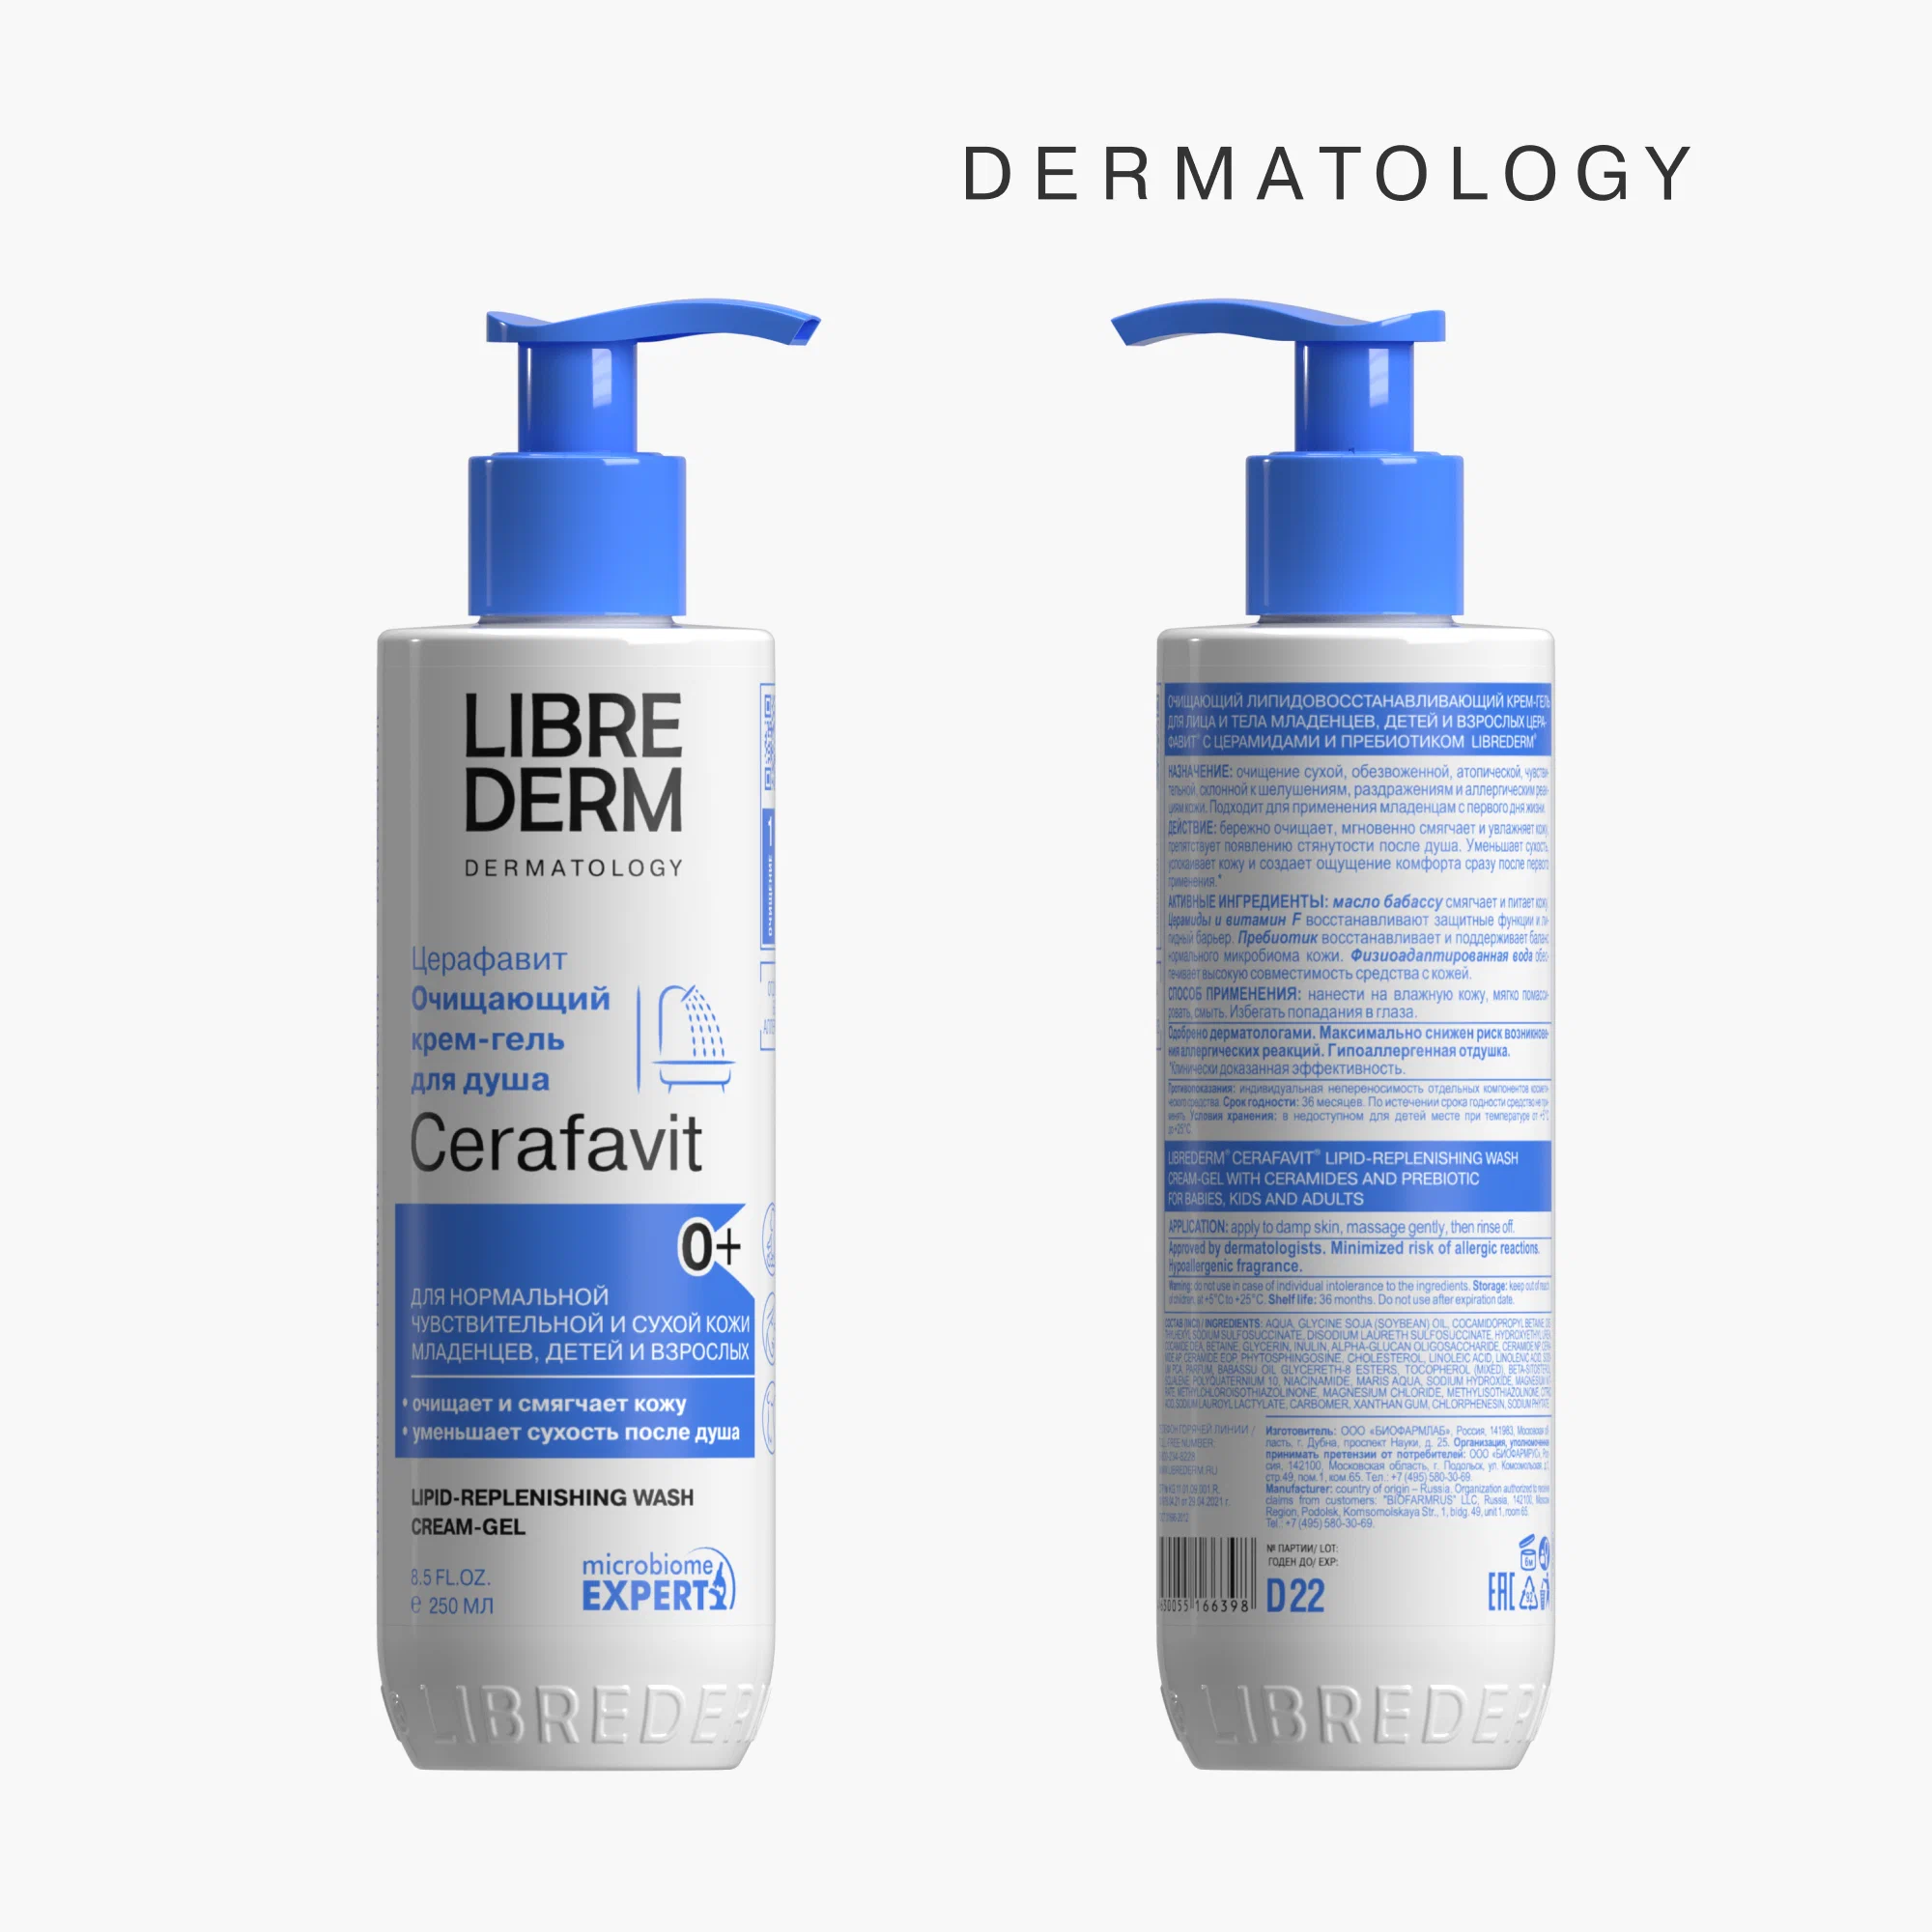 DERMATOLOGY
LIBRE
DERM
DERMATOLOGY
Церафавит
Очищающий
крем-гель
для душа
Cerafavit
0+
ДЛЯ НОРМАЛЬНОЙ
ЧУВСТВИТЕЛЬНОЙ И СУХОЙ КОЖИ
МЛАДЕНЦЕВ, ДЕТЕЙ И ВЗРОСЛЫХ
• очищает и смягчает кожу
• уменьшает сухость после душа
LIPID-REPLENISHING WASH
CREAM-GEL
8.5 FL.OZ.
℮ 250 МЛ
microbiome
EXPERT
LIBREDERM
ОЧИЩЕНИЕ 1
ОЧИЩАЮЩИЙ ЛИПИДОВОССТАНАВЛИВАЮЩИЙ КРЕМ-ГЕЛЬ
ДЛЯ ЛИЦА И ТЕЛА МЛАДЕНЦЕВ, ДЕТЕЙ И ВЗРОСЛЫХ ЦЕРА-
ФАВИТ® С ЦЕРАМИДАМИ И ПРЕБИОТИКОМ LIBREDERM®
НАЗНАЧЕНИЕ: очищение сухой, обезвоженной, атопической, чувстви-
тельной, склонной к шелушениям, раздражениям и аллергическим реак-
циям кожи. Подходит для применения младенцам с первого дня жизни.
ДЕЙСТВИЕ: бережно очищает, мгновенно смягчает и увлажняет кожу,
препятствует появлению стянутости после душа. Уменьшает сухость,
успокаивает кожу и создает ощущение комфорта сразу после первого
применения.*
АКТИВНЫЕ ИНГРЕДИЕНТЫ: масло бабассу смягчает и питает кожу.
Церамиды и витамин F восстанавливают защитные функции и ли-
пидный барьер. Пребиотик восстанавливает и поддерживает баланс
нормального микробиома кожи. Физиоадаптированная вода обес-
печивает высокую совместимость средства с кожей.
СПОСОБ ПРИМЕНЕНИЯ: нанести на влажную кожу, мягко помасси-
ровать, смыть. Избегать попадания в глаза.
Одобрено дерматологами. Максимально снижен риск возникнове-
ния аллергических реакций. Гипоаллергенная отдушка.
*Клинически доказанная эффективность.
Противопоказания: индивидуальная непереносимость отдельных компонентов космети-
ческого средства. Срок годности: 36 месяцев. По истечении срока годности средство не при-
менять. Условия хранения: в недоступном для детей месте при температуре от +5°C
до +25°C.
LIBREDERM® CERAFAVIT® LIPID-REPLENISHING WASH
CREAM-GEL WITH CERAMIDES AND PREBIOTIC
FOR BABIES, KIDS AND ADULTS
APPLICATION: apply to damp skin, massage gently, then rinse off.
Approved by dermatologists. Minimized risk of allergic reactions.
Hypoallergenic fragrance.
Warning: do not use in case of individual intolerance to the ingredients. Storage: keep out of reach
of children, at +5°C to +25°C. Shelf life: 36 months. Do not use after expiration date.
СОСТАВ (INCI) / INGREDIENTS: AQUA, GLYCINE SOJA (SOYBEAN) OIL, COCAMIDOPROPYL BETAINE,
SODIUM SULFOSUCCINATE, DISODIUM LAURETH SULFOSUCCINATE, HYDROXYETHYL UREA,
COCAMIDE DEA, BETAINE, GLYCERIN, INULIN, ALPHA-GLUCAN OLIGOSACCHARIDE, CERAMIDE NP,
CERAMIDE EOP, PHYTOSPHINGOSINE, CHOLESTEROL, LINOLEIC ACID, LINOLENIC ACID,
PCA, PARFUM, BABASSU OIL GLYCERETH-8 ESTERS, TOCOPHEROL (MIXED), BETA-SITOSTEROL,
SQUALENE, POLYQUATERNIUM 10, NIACINAMIDE, MARIS AQUA, SODIUM HYDROXIDE,
METHYLCHLOROISOTHIAZOLINONE, MAGNESIUM CHLORIDE, METHYLISOTHIAZOLINONE,
ACID, SODIUM LAUROYL LACTYLATE, CARBOMER, XANTHAN GUM, CHLORPHENESIN, SODIUM PHYTATE
ГОРЯЧЕЙ ЛИНИИ /
FREE NUMBER
LIBREDERM.RU
Изготовитель: ООО «БИОФАРМЛАБ», Россия, 141983, Московская об-
ласть, г. Дубна, проспект Науки, д. 25. Организация, уполномоченная
принимать претензии от потребителей: ООО «БИОФАРМРУС», Рос-
сия, 142100, Московская область, г. Подольск, ул. Комсомольская, д.1,
стр.49, пом.1, ком.65. Тел.: +7 (495) 580-30-69.
Manufacturer: country of origin – Russia. Organization authorized to receive
claims from customers: "BIOFARMRUS" LLC, Russia, 142100, Moscow
Region, Podolsk, Komsomolskaya Str., 1, bldg. 49, unit 1, room 65.
Tel.: +7 (495) 580-30-69.
630055 166398
№ ПАРТИИ/ LOT:
ГОДЕН ДО/ EXP:
D22
6м
EAC
LIBREDERM